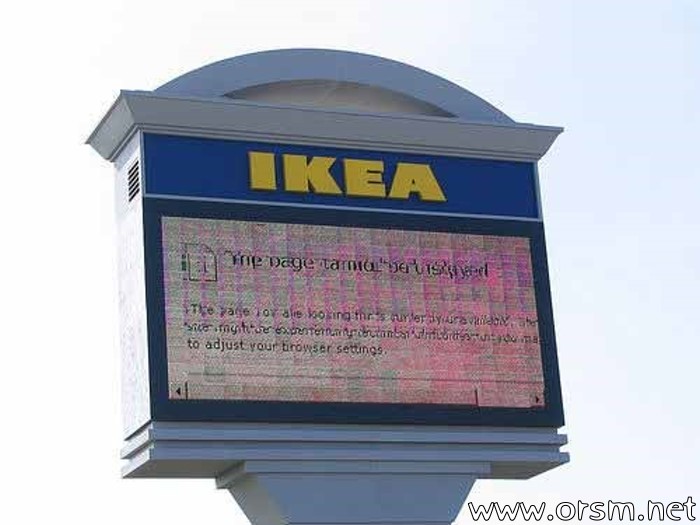 IKEA
The page cannot be displayed
The page you are looking for is currently unavailable. The
to adjust your browser settings.
www.orsm.net